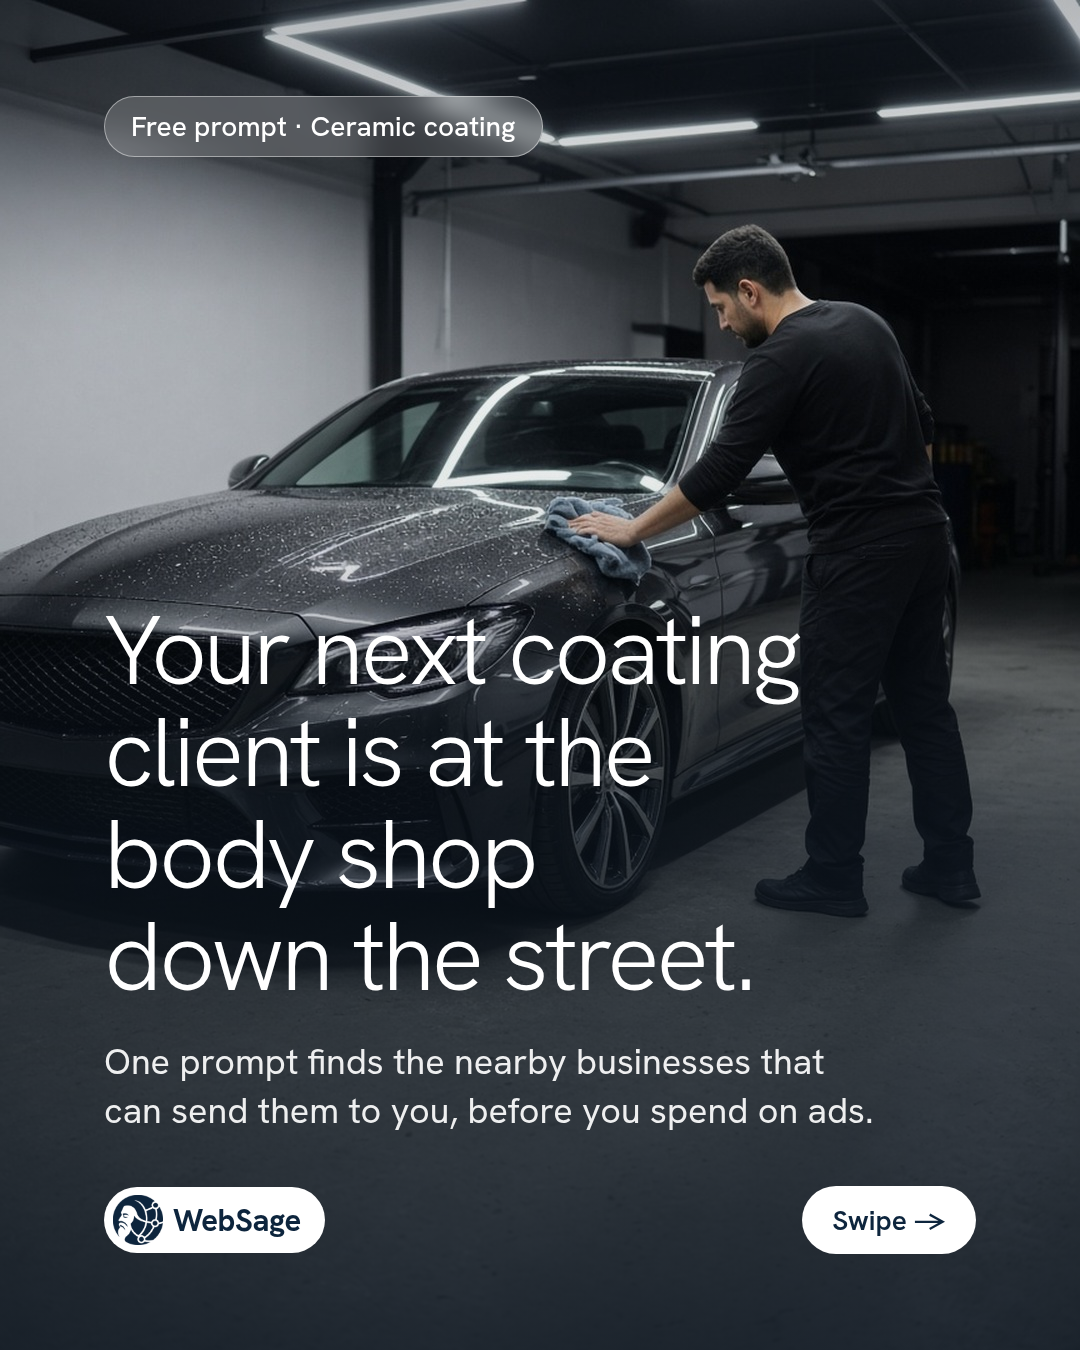 Free prompt · Ceramic coating
Your next coating
client is at the
body shop
down the street.
One prompt finds the nearby businesses that
can send them to you, before you spend on ads.
WebSage
Swipe →